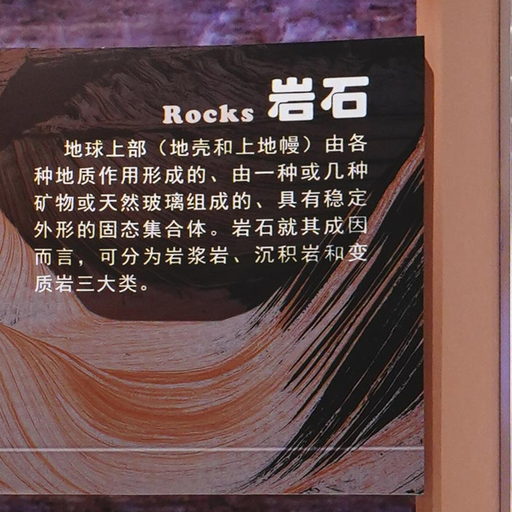 Rocks 岩石
地球上部（地壳和上地幔）由各
种地质作用形成的、由一种或几种
矿物或天然玻璃组成的、具有稳定
外形的固态集合体。岩石就其成因
而言，可分为岩浆岩、沉积岩和变
质岩三大类。